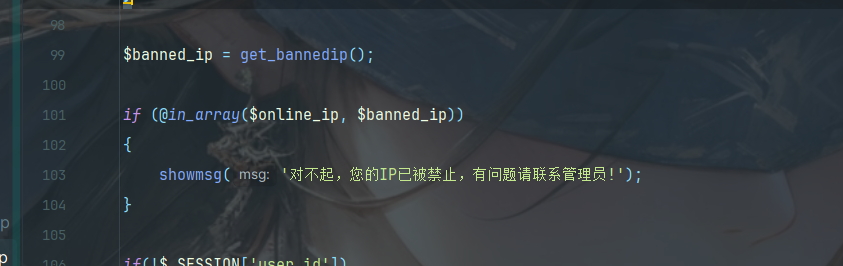 98
99 $banned_ip = get_bannedip();
100
101 if (@in_array($online_ip, $banned_ip))
102 {
103 showmsg( msg: '对不起，您的IP已被禁止，有问题请联系管理员!');
104 }
105
106 if(!$_SESSION['user_id'])
p
p